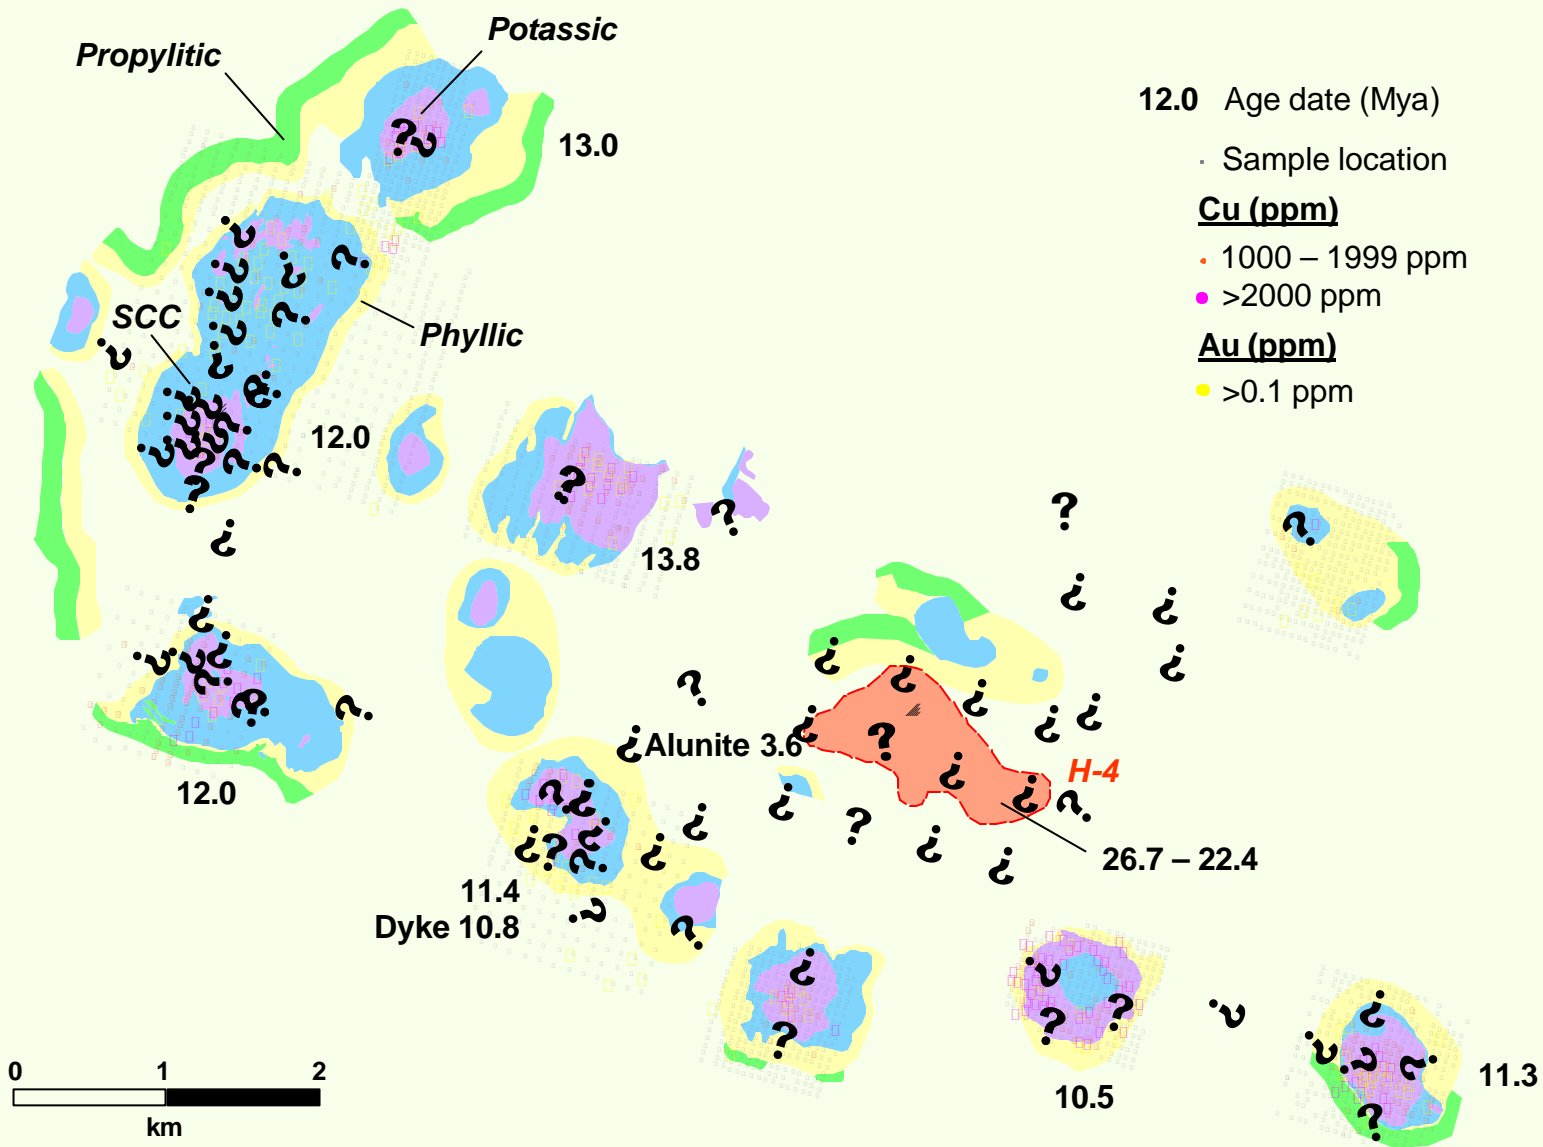 Propylitic
Potassic
13.0
12.0 Age date (Mya)
Sample location
Cu (ppm)
1000 – 1999 ppm
>2000 ppm
Au (ppm)
>0.1 ppm
SCC
Phyllic
12.0
13.8
12.0
Alunite 3.6
H-4
26.7 – 22.4
11.4
Dyke 10.8
10.5
11.3
0 1 2
km